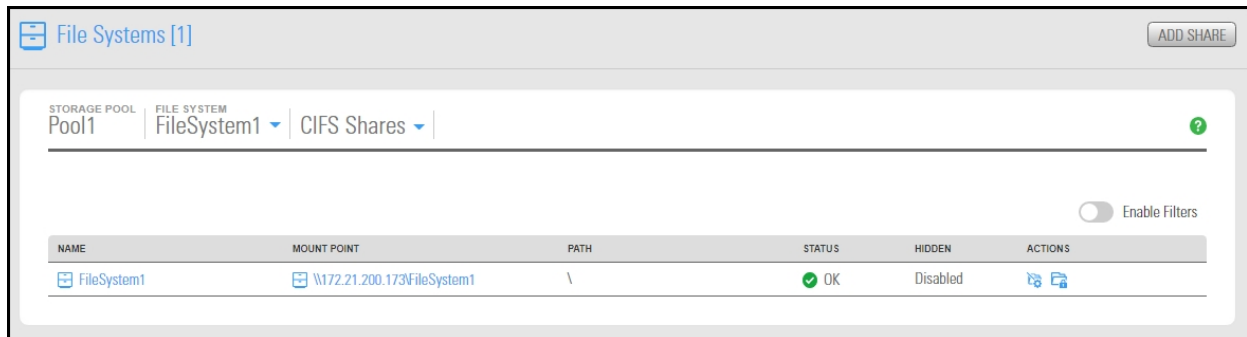 File Systems [1]
ADD SHARE
STORAGE POOL FILE SYSTEM
Pool1 FileSystem1 CIFS Shares
?
Enable Filters
NAME MOUNT POINT PATH STATUS HIDDEN ACTIONS
FileSystem1 \\172.21.200.173\FileSystem1 \ OK Disabled